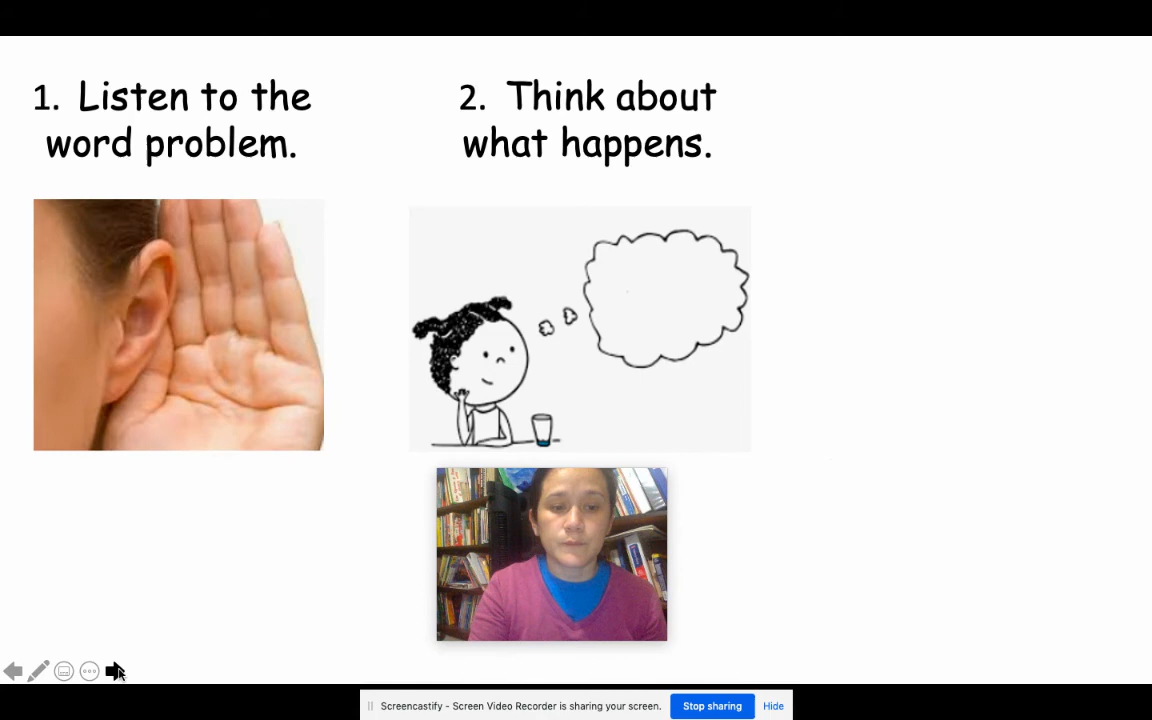 1. Listen to the
word problem.
2. Think about
what happens.
Screencastify - Screen Video Recorder is sharing your screen.
Stop sharing
Hide